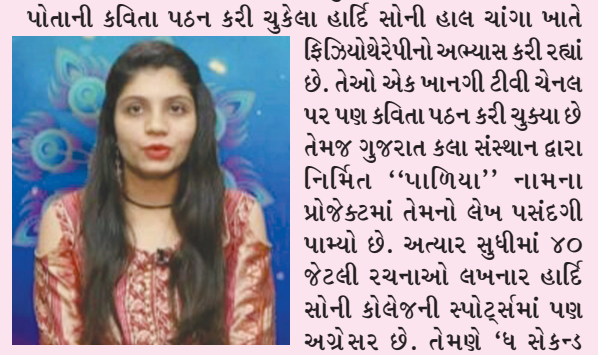 પોતાની કવિતા પઠન કરી ચુકેલા હાર્દિ સોની હાલ ચાંગા ખાતે
ફિઝિયોથેરેપીનો અભ્યાસ કરી રહ્યાં
છે. તેઓ એક ખાનગી ટીવી ચેનલ
પર પણ કવિતા પઠન કરી ચુક્યા છે
તેમજ ગુજરાત કલા સંસ્થાન દ્વારા
નિર્મિત ‘‘પાળિયા’’ નામના
પ્રોજેક્ટમાં તેમનો લેખ પસંદગી
પામ્યો છે. અત્યાર સુધીમાં ૪૦
જેટલી રચનાઓ લખનાર હાર્દિ
સોની કોલેજની સ્પોર્ટ્સમાં પણ
અગ્રેસર છે. તેમણે ‘ધ સેકન્ડ